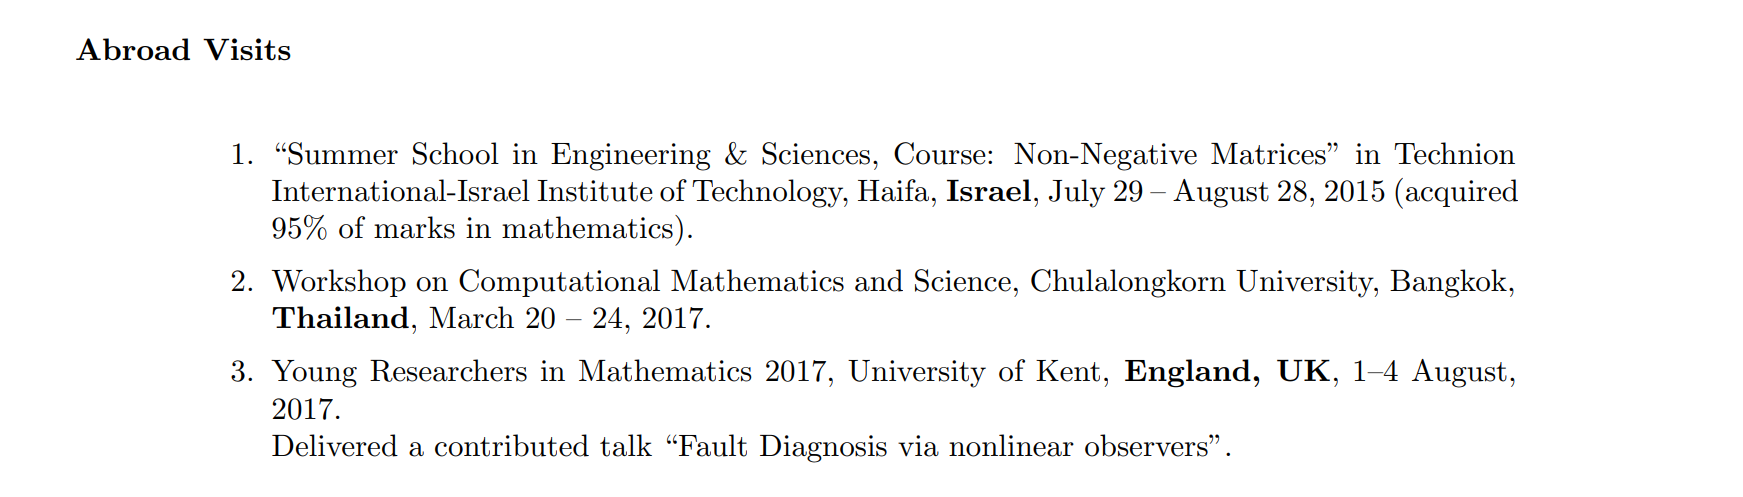 Abroad Visits
1. “Summer School in Engineering & Sciences, Course: Non-Negative Matrices” in Technion
International-Israel Institute of Technology, Haifa, Israel, July 29 – August 28, 2015 (acquired
95% of marks in mathematics).
2. Workshop on Computational Mathematics and Science, Chulalongkorn University, Bangkok,
Thailand, March 20 – 24, 2017.
3. Young Researchers in Mathematics 2017, University of Kent, England, UK, 1–4 August,
2017.
Delivered a contributed talk “Fault Diagnosis via nonlinear observers”.